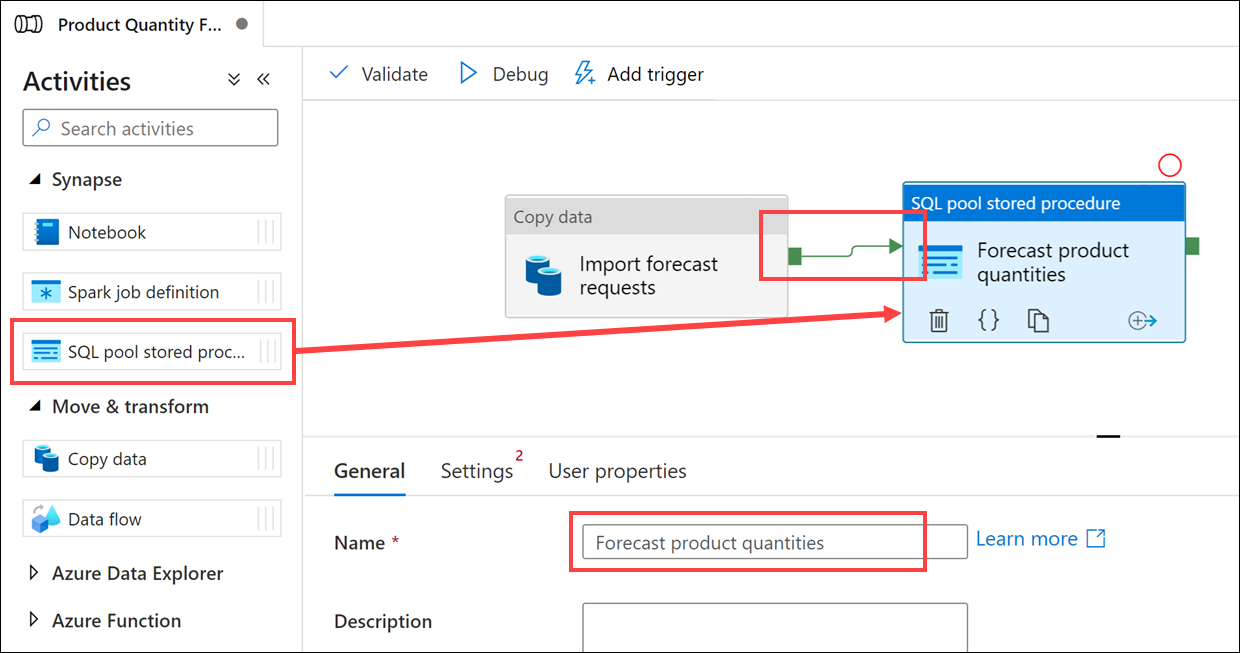 Product Quantity F...
Activities
Search activities
Synapse
Notebook
Spark job definition
SQL pool stored proc...
Move & transform
Copy data
Data flow
Azure Data Explorer
Azure Function
Validate
Debug
Add trigger
Copy data
Import forecast
requests
SQL pool stored procedure
Forecast product
quantities
{}
General
Settings 2
User properties
Name *
Forecast product quantities
Learn more
Description